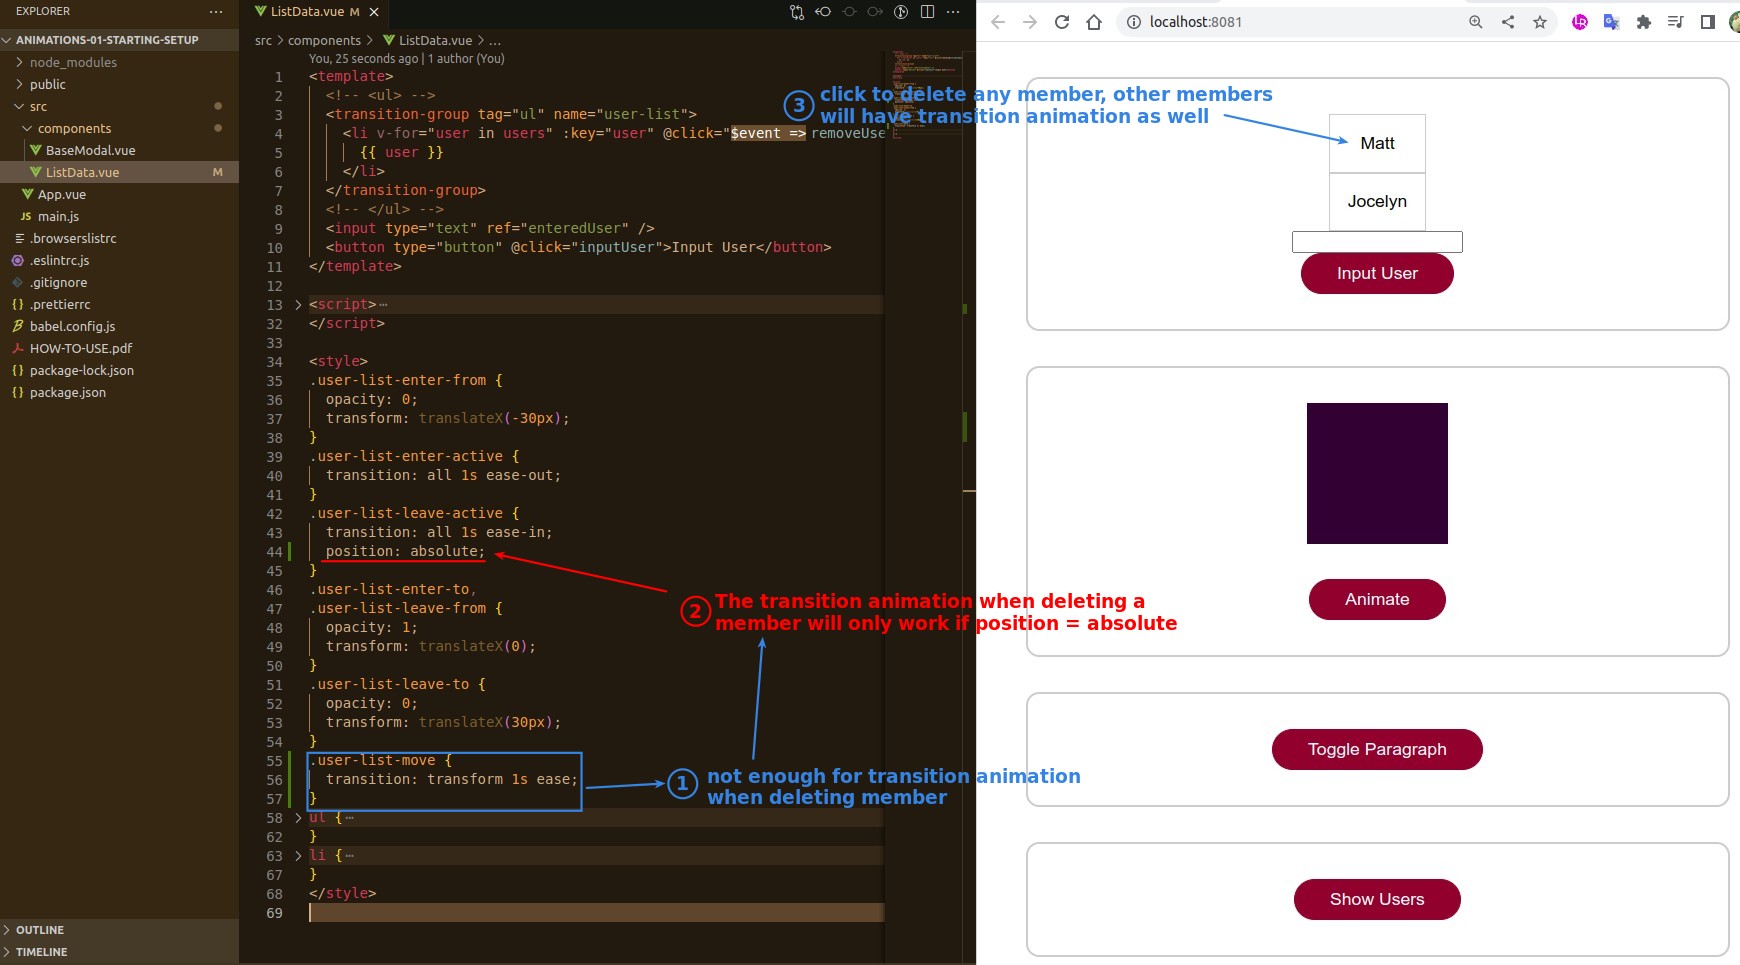 EXPLORER
ANIMATIONS-01-STARTING-SETUP
node_modules
public
src
components
BaseModal.vue
ListData.vue M
App.vue
JS main.js
.browserslistrc
.eslintrc.js
.gitignore
{} .prettierrc
babel.config.js
HOW-TO-USE.pdf
{} package-lock.json
{} package.json
OUTLINE
TIMELINE
ListData.vue M
src > components > ListData.vue > ...
You, 25 seconds ago | 1 author (You)
1 <template>
2 <!-- <ul> -->
3 <transition-group tag="ul" name="user-list">
4 <li v-for="user in users" :key="user" @click="$event => removeUse
5 {{ user }}
6 </li>
7 </transition-group>
8 <!-- </ul> -->
9 <input type="text" ref="enteredUser" />
10 <button type="button" @click="inputUser">Input User</button>
11 </template>
12
13 <script>
32 </script>
33
34 <style>
35 .user-list-enter-from {
36 opacity: 0;
37 transform: translateX(-30px);
38 }
39 .user-list-enter-active {
40 transition: all 1s ease-out;
41 }
42 .user-list-leave-active {
43 transition: all 1s ease-in;
44 position: absolute;
45 }
46 .user-list-enter-to,
47 .user-list-leave-from {
48 opacity: 1;
49 transform: translateX(0);
50 }
51 .user-list-leave-to {
52 opacity: 0;
53 transform: translateX(30px);
54 }
55 .user-list-move {
56 transition: transform 1s ease;
57 }
58 ul {
62 }
63 li {
67 }
68 </style>
69
3 click to delete any member, other members
will have transition animation as well
2 The transition animation when deleting a
member will only work if position = absolute
1 not enough for transition animation
when deleting member
localhost:8081
Matt
Jocelyn
Input User
Animate
Toggle Paragraph
Show Users